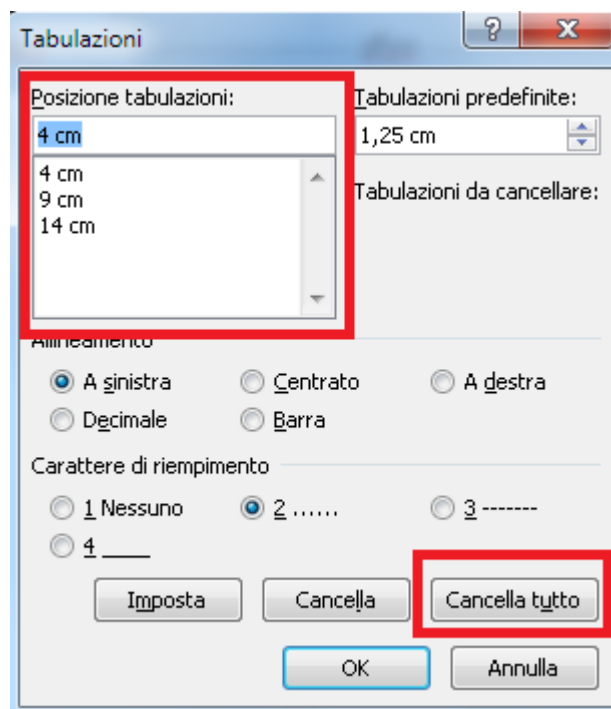 Tabulazioni
Posizione tabulazioni:
Tabulazioni predefinite:
4 cm
1,25 cm
4 cm
9 cm
14 cm
Tabulazioni da cancellare:
Allineamento
A sinistra
Centrato
A destra
Decimale
Barra
Carattere di riempimento
1 Nessuno
2 ......
3 -------
4 ____
Imposta
Cancella
Cancella tutto
OK
Annulla